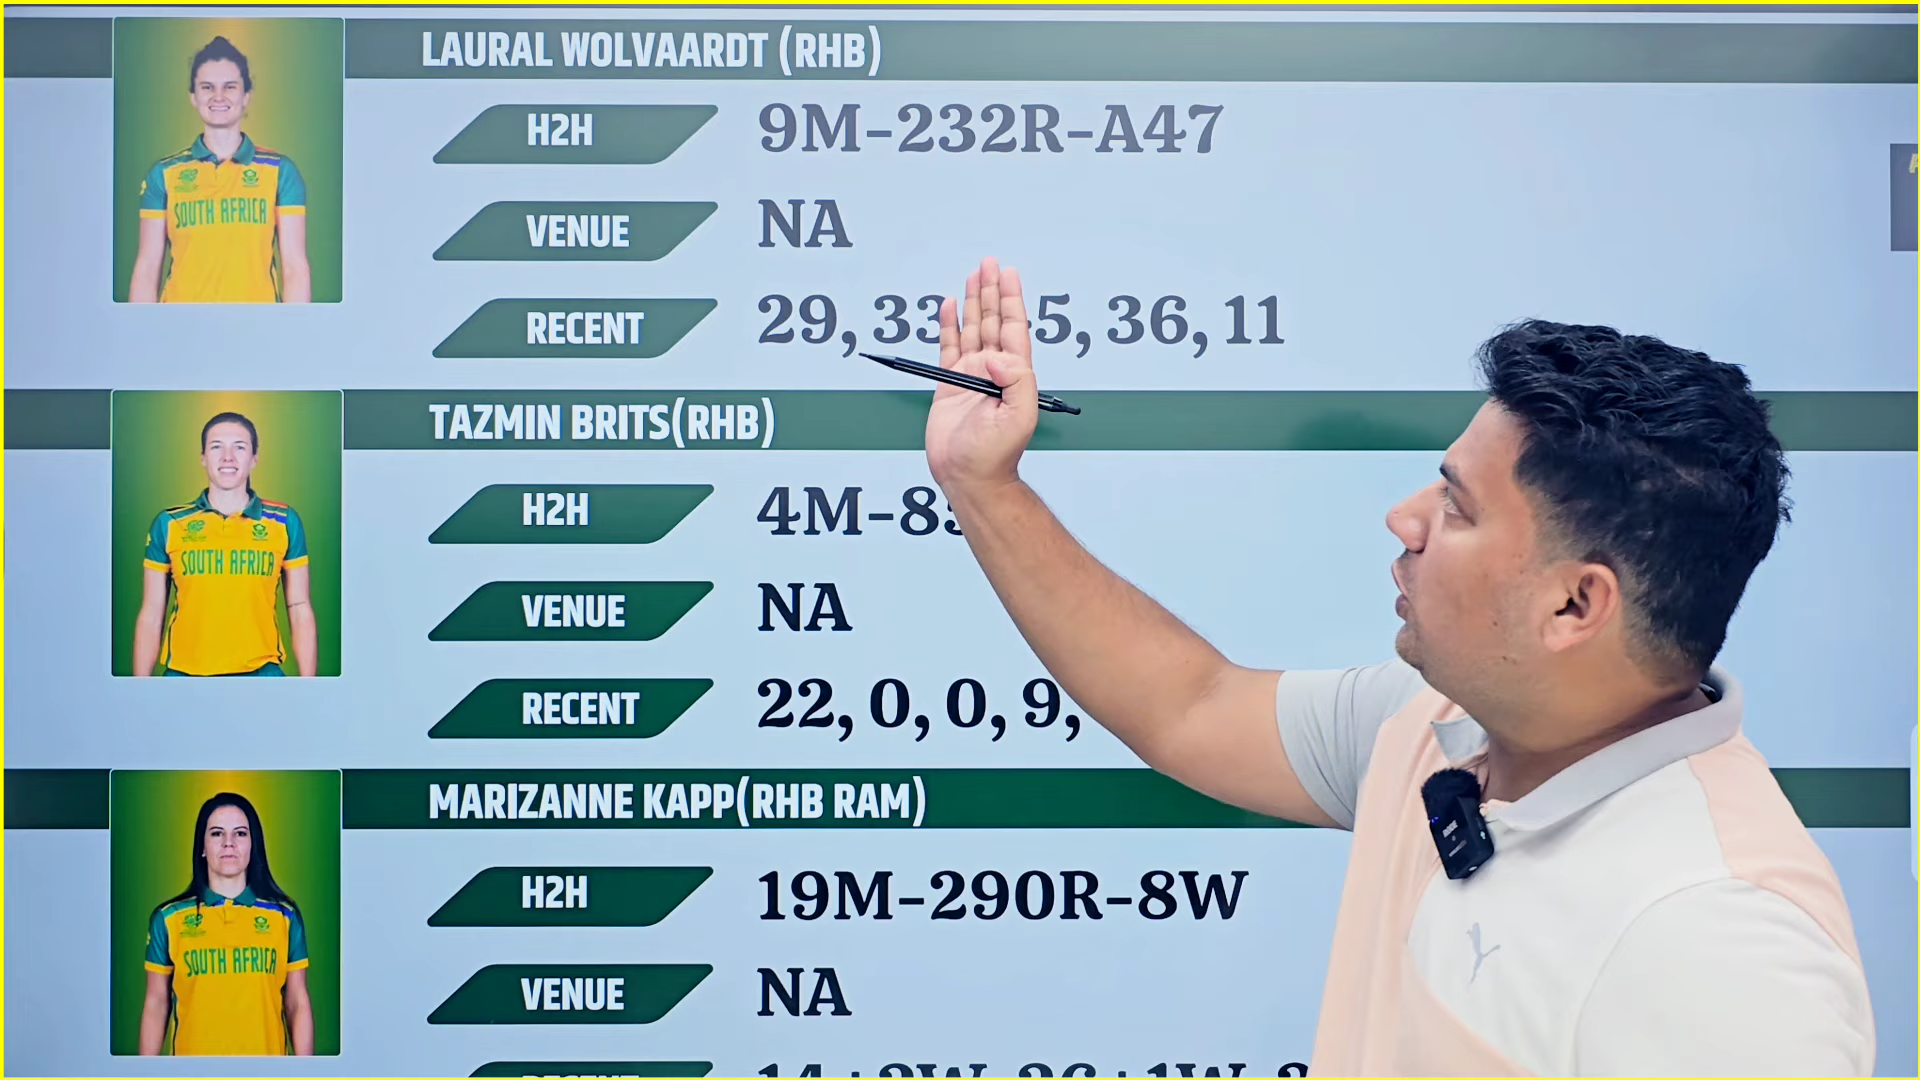 LAURAL WOLVAARDT (RHB)
H2H 9M-232R-A47
VENUE NA
RECENT 29, 33 5, 36, 11
SOUTH AFRICA
TAZMIN BRITS(RHB)
H2H 4M-8
VENUE NA
RECENT 22, 0, 0, 9,
SOUTH AFRICA
MARIZANNE KAPP(RHB RAM)
H2H 19M-290R-8W
VENUE NA
SOUTH AFRICA